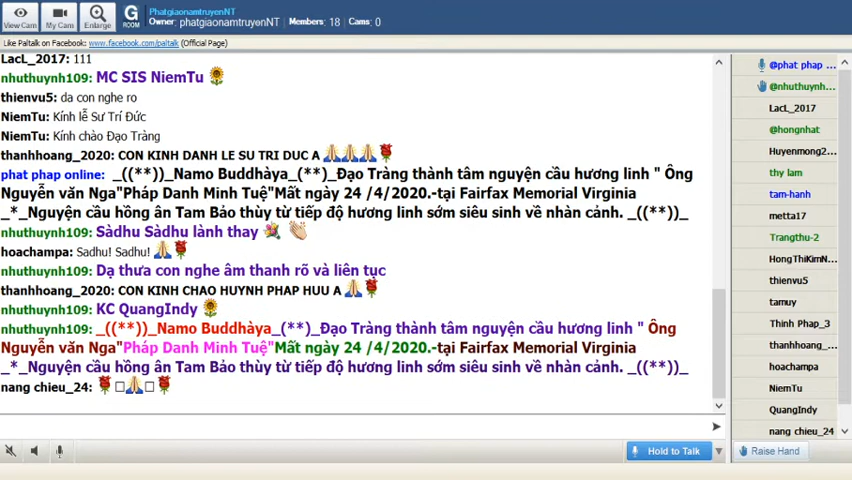 View Cam
My Cam
Enlarge
G
ROOM
PhatgiaonamtruyenNT
Owner: phatgiaonamtruyenNT Members: 18 Cams: 0
Like Paltalk on Facebook: www.facebook.com/paltalk (Official Page)
LacL_2017: 111
nhuthuynh109: MC SIS NiemTu
thienvu5: da con nghe ro
NiemTu: Kính lễ Sư Trí Đức
NiemTu: Kính chào Đạo Tràng
thanhhoang_2020: CON KINH DANH LE SU TRI DUC A
phat phap online: _((**))_Namo Buddhàya_(**)_Đạo Tràng thành tâm nguyện cầu hương linh " Ông
Nguyễn văn Nga"Pháp Danh Minh Tuệ"Mất ngày 24 /4/2020.-tại Fairfax Memorial Virginia
_*_Nguyện cầu hồng ân Tam Bảo thùy từ tiếp độ hương linh sớm siêu sinh về nhàn cảnh. _((**))_
nhuthuynh109: Sàdhu Sàdhu lành thay
hoachampa: Sadhu! Sadhu!
nhuthuynh109: Dạ thưa con nghe âm thanh rõ và liên tục
thanhhoang_2020: CON KINH CHAO HUYNH PHAP HUU A
nhuthuynh109: KC QuangIndy
nhuthuynh109: _((**))_Namo Buddhàya_(**)_Đạo Tràng thành tâm nguyện cầu hương linh " Ông
Nguyễn văn Nga"Pháp Danh Minh Tuệ"Mất ngày 24 /4/2020.-tại Fairfax Memorial Virginia
_*_Nguyện cầu hồng ân Tam Bảo thùy từ tiếp độ hương linh sớm siêu sinh về nhàn cảnh. _((**))_
nang chieu_24:
@phat phap ...
@nhuthuynh...
LacL_2017
@hongnhat
Huyenmong2...
thy lam
tam-hanh
metta17
Trangthu-2
HongThiKimN...
thienvu5
tamuy
Thinh Phap_3
thanhhoang_...
hoachampa
NiemTu
QuangIndy
nang chieu_24
Hold to Talk
Raise Hand